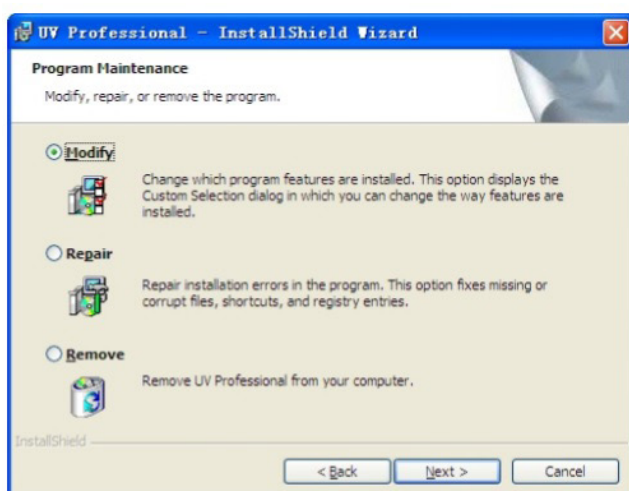 UV Professional - InstallShield Wizard
Program Maintenance
Modify, repair, or remove the program.
Modify
Change which program features are installed. This option displays the
Custom Selection dialog in which you can change the way features are
installed.
Repair
Repair installation errors in the program. This option fixes missing or
corrupt files, shortcuts, and registry entries.
Remove
Remove UV Professional from your computer.
InstallShield
< Back
Next >
Cancel